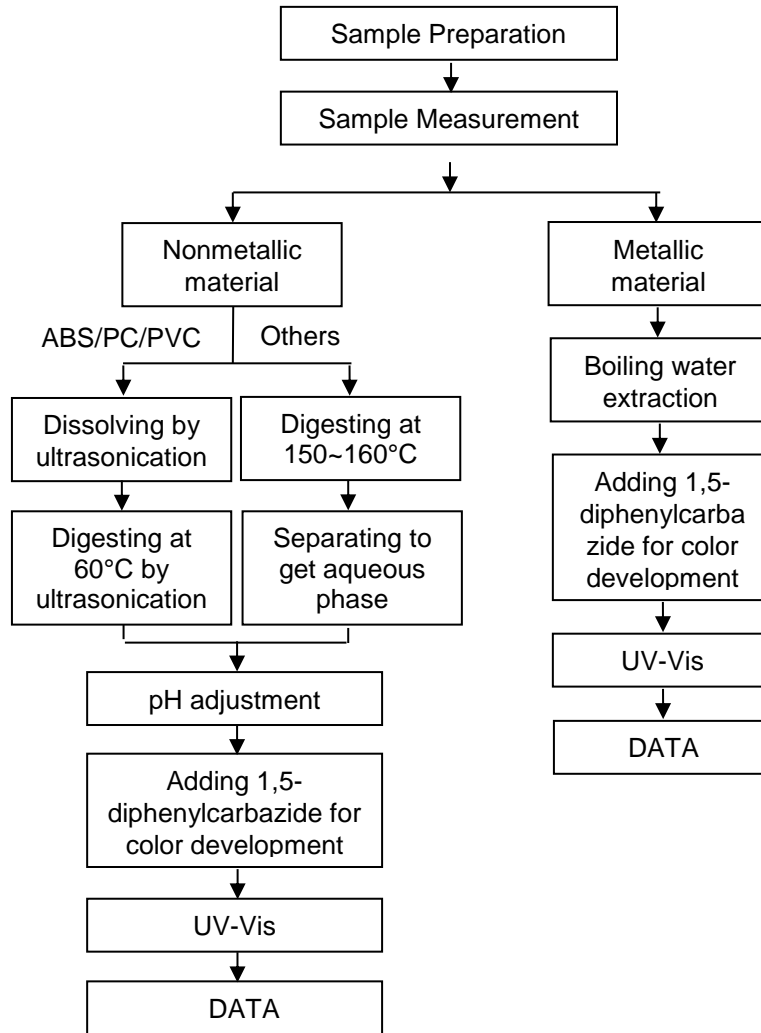 Sample Preparation
Sample Measurement
Nonmetallic
material
Metallic
material
ABS/PC/PVC
Others
Boiling water
extraction
Dissolving by
ultrasonication
Digesting at
150~160°C
Adding 1,5-
diphenylcarba
zide for color
development
Digesting at
60°C by
ultrasonication
Separating to
get aqueous
phase
UV-Vis
pH adjustment
DATA
Adding 1,5-
diphenylcarbazide for
color development
UV-Vis
DATA